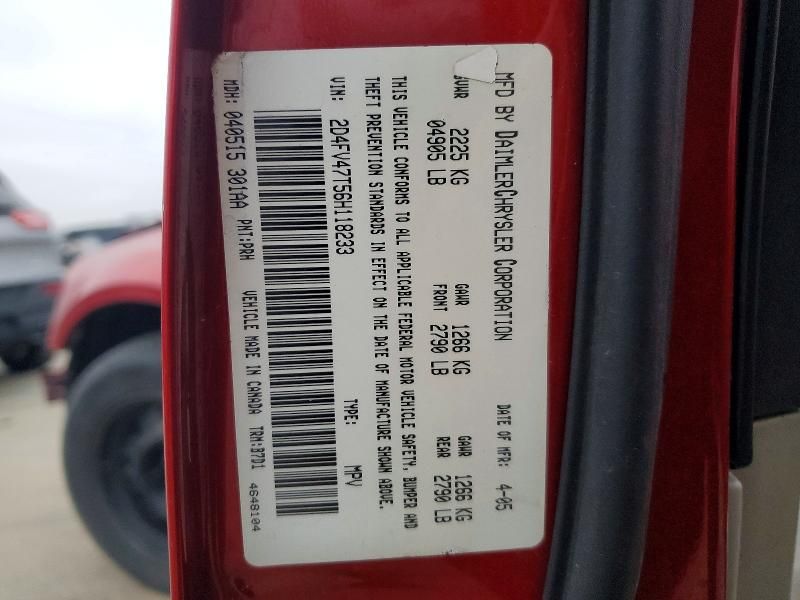 MFD BY DAIMLERCHRYSLER CORPORATION DATE OF MFR: 4-05
GVWR 2225 KG GAWR 1266 KG GAWR 1266 KG
04905 LB FRONT 2790 LB REAR 2790 LB
THIS VEHICLE CONFORMS TO ALL APPLICABLE FEDERAL MOTOR VEHICLE SAFETY, BUMPER AND
THEFT PREVENTION STANDARDS IN EFFECT ON THE DATE OF MANUFACTURE SHOWN ABOVE.
VIN: 2D4FV47T56H118233 TYPE: MPV
MDH: 040515 301AA PNT:PRH VEHICLE MADE IN CANADA TRM:B7D1 4648104